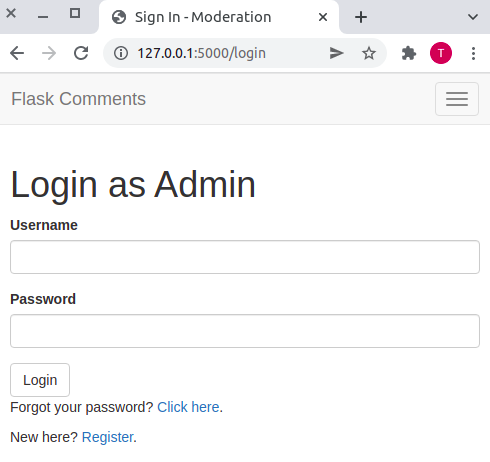 Sign In - Moderation
127.0.0.1:5000/login
T
Flask Comments
Login as Admin
Username
Password
Login
Forgot your password? Click here.
New here? Register.